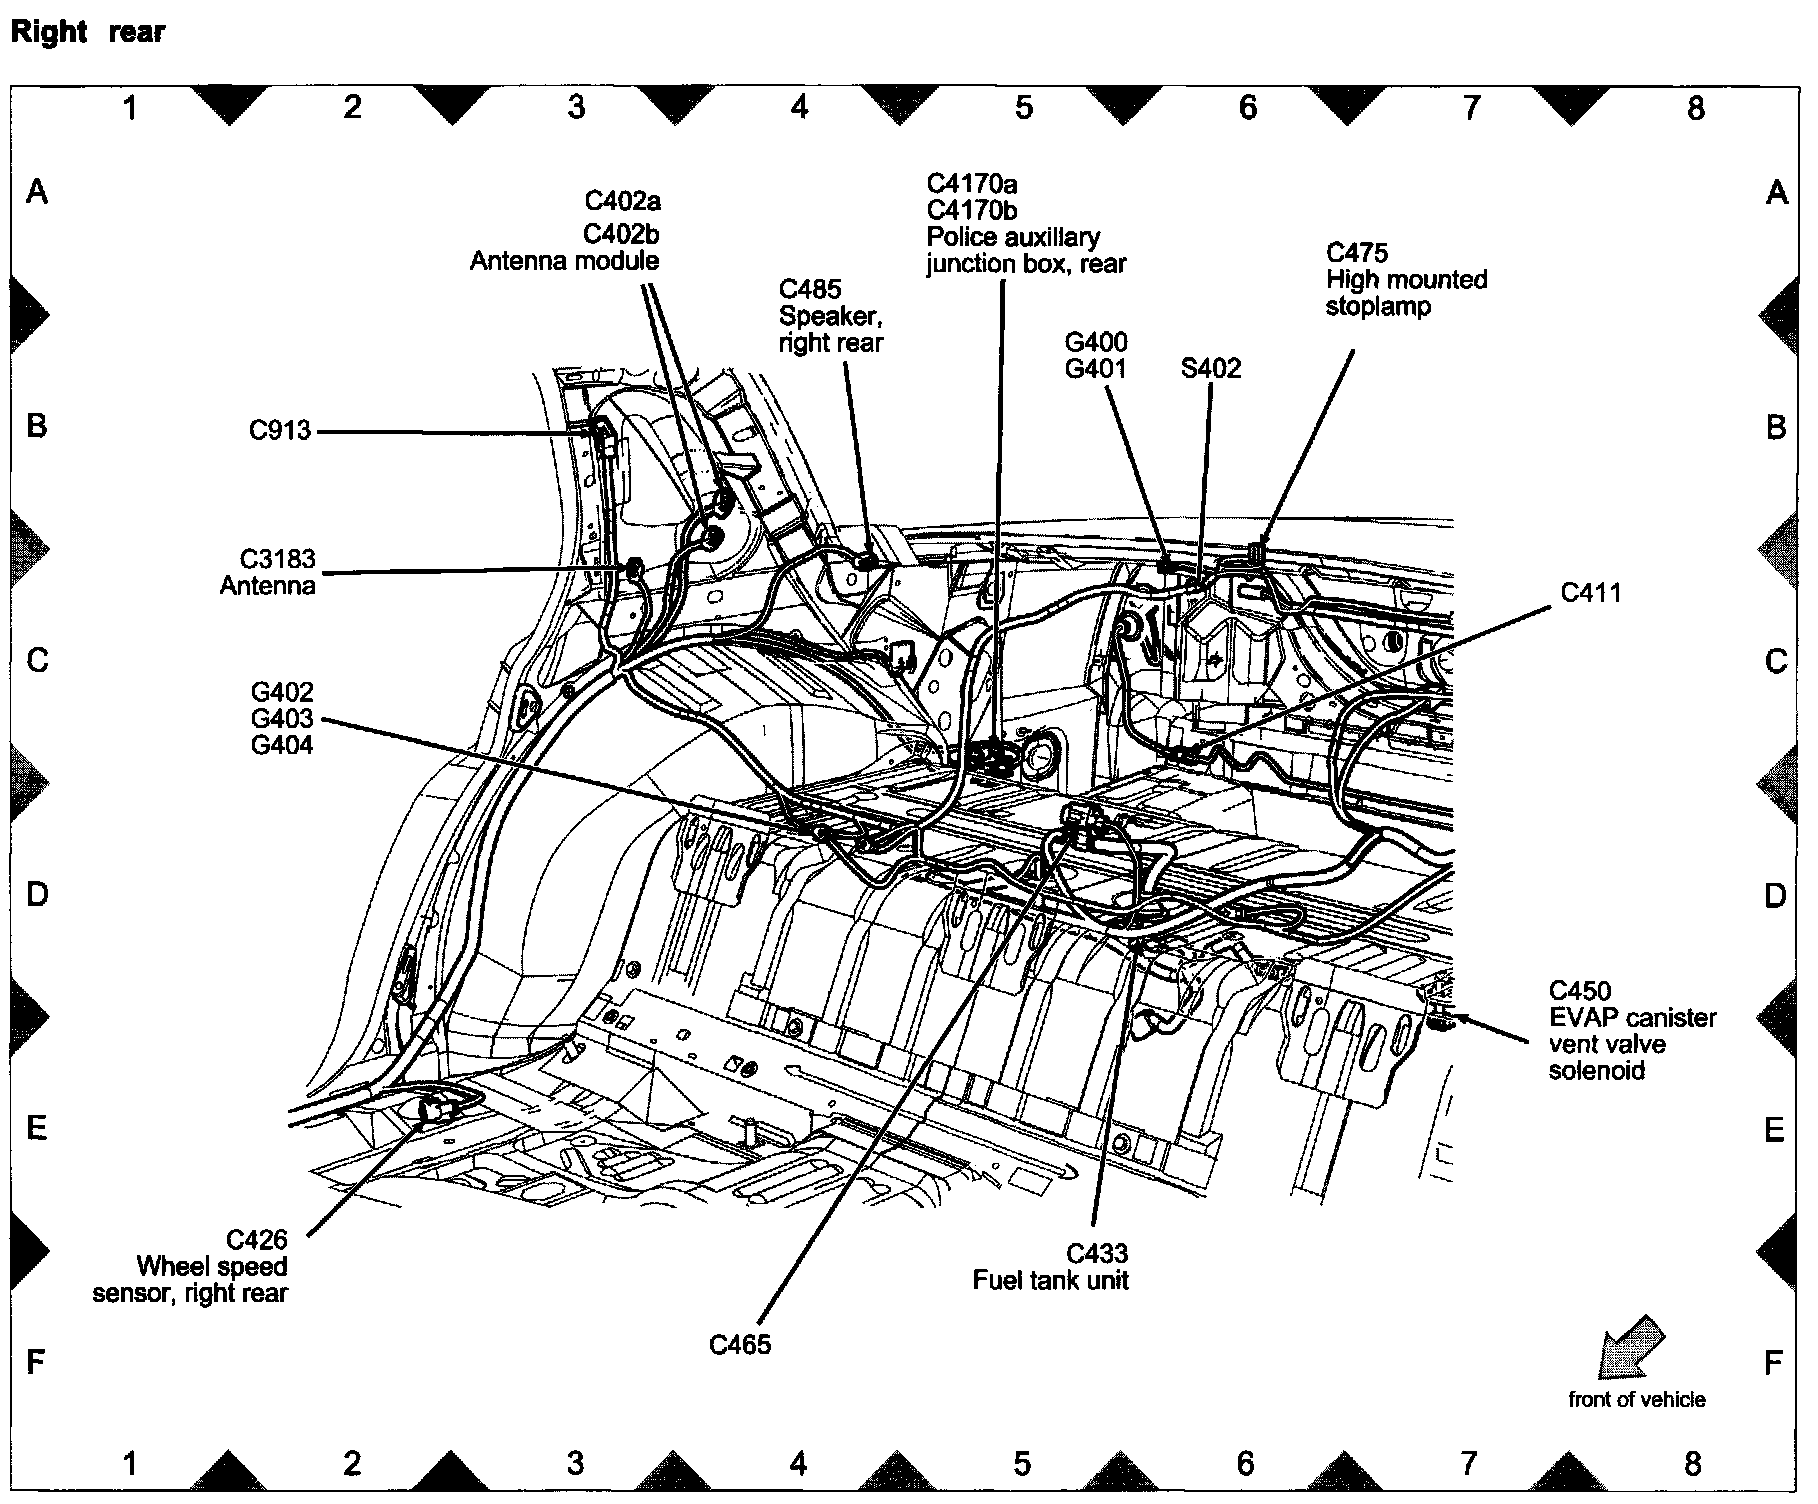 Right rear
1 2 3 4 5 6 7 8
A A
C402a
C402b
Antenna module
C4170a
C4170b
Police auxillary
junction box, rear
C475
High mounted
stoplamp
C485
Speaker,
right rear
G400
G401
S402
B B
C913
C3183
Antenna
C411
C C
G402
G403
G404
D D
C450
EVAP canister
vent valve
solenoid
E E
C426
Wheel speed
sensor, right rear
C433
Fuel tank unit
C465
F F
front of vehicle
1 2 3 4 5 6 7 8